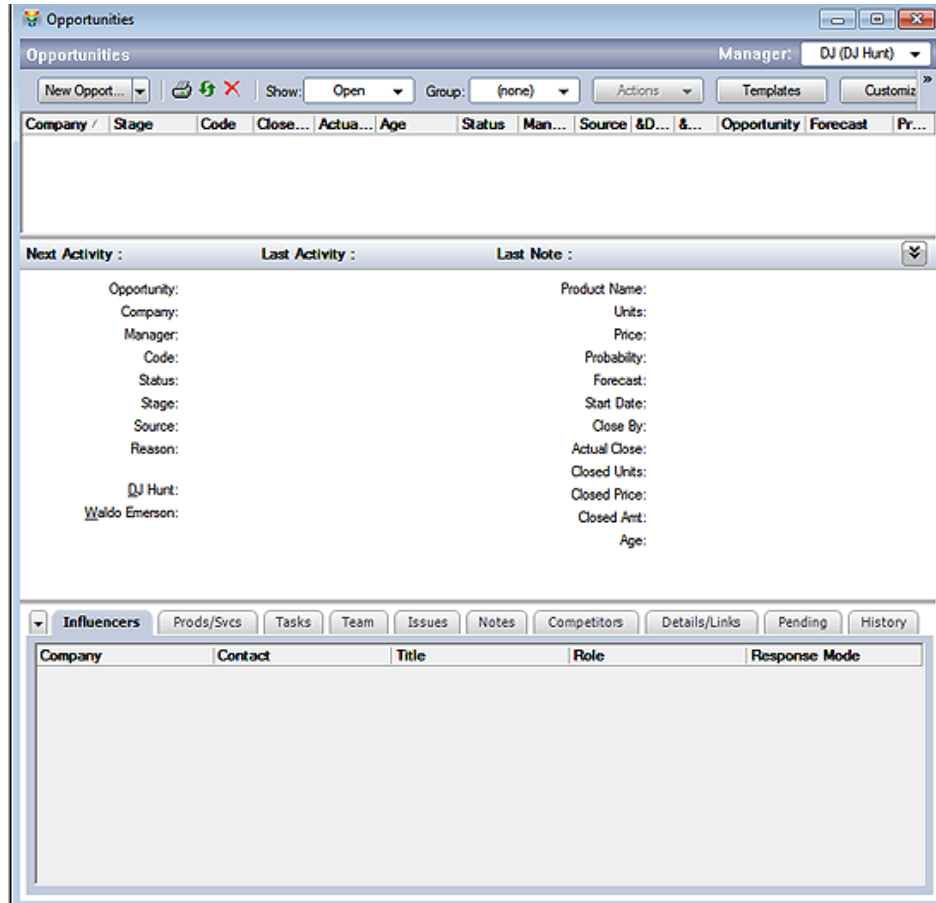 Opportunities
Opportunities Manager: DJ (DJ Hunt)
New Opport... Show: Open Group: (none) Actions Templates Customiz »
Company Stage Code Close... Actua... Age Status Man... Source &D... &... Opportunity Forecast Pr...
Next Activity : Last Activity : Last Note :
Opportunity: Product Name:
Company: Units:
Manager: Price:
Code: Probability:
Status: Forecast:
Stage: Start Date:
Source: Close By:
Reason: Actual Close:
Closed Units:
DJ Hunt: Closed Price:
Waldo Emerson: Closed Amt:
Age:
Influencers Prods/Svcs Tasks Team Issues Notes Competitors Details/Links Pending History
Company Contact Title Role Response Mode